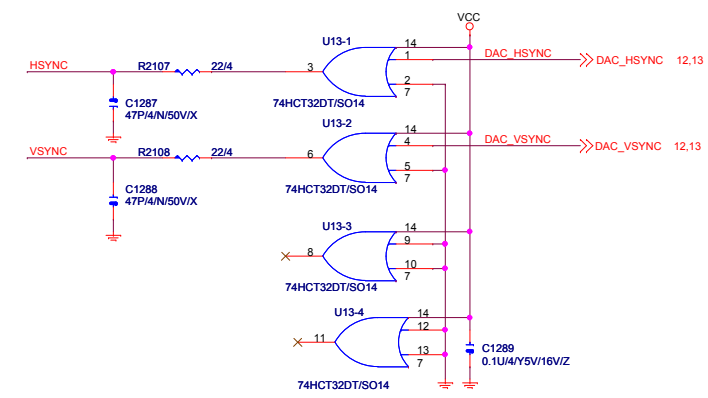 VCC
U13-1
14
HSYNC
R2107
22/4
3
1
DAC_HSYNC
DAC_HSYNC 12,13
2
7
C1287
47P/4/N/50V/X
74HCT32DT/SO14
U13-2
14
VSYNC
R2108
22/4
6
4
DAC_VSYNC
DAC_VSYNC 12,13
5
7
C1288
47P/4/N/50V/X
74HCT32DT/SO14
U13-3
14
8
9
10
7
74HCT32DT/SO14
U13-4
14
11
12
13
7
C1289
0.1U/4/Y5V/16V/Z
74HCT32DT/SO14